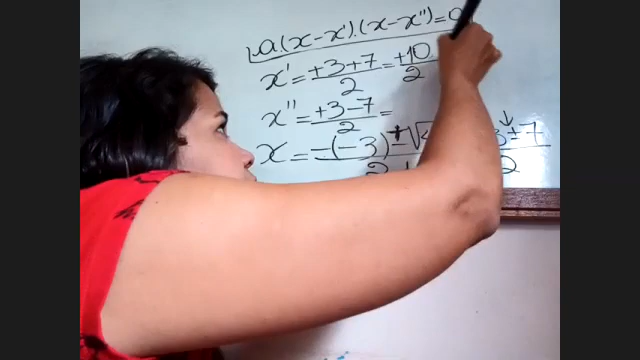 a.(x-x').(x-x'')=0
x' = +3+7/2 = +10/2
x'' = +3-7/2 =
x = -(-3)±√ 3±7/2